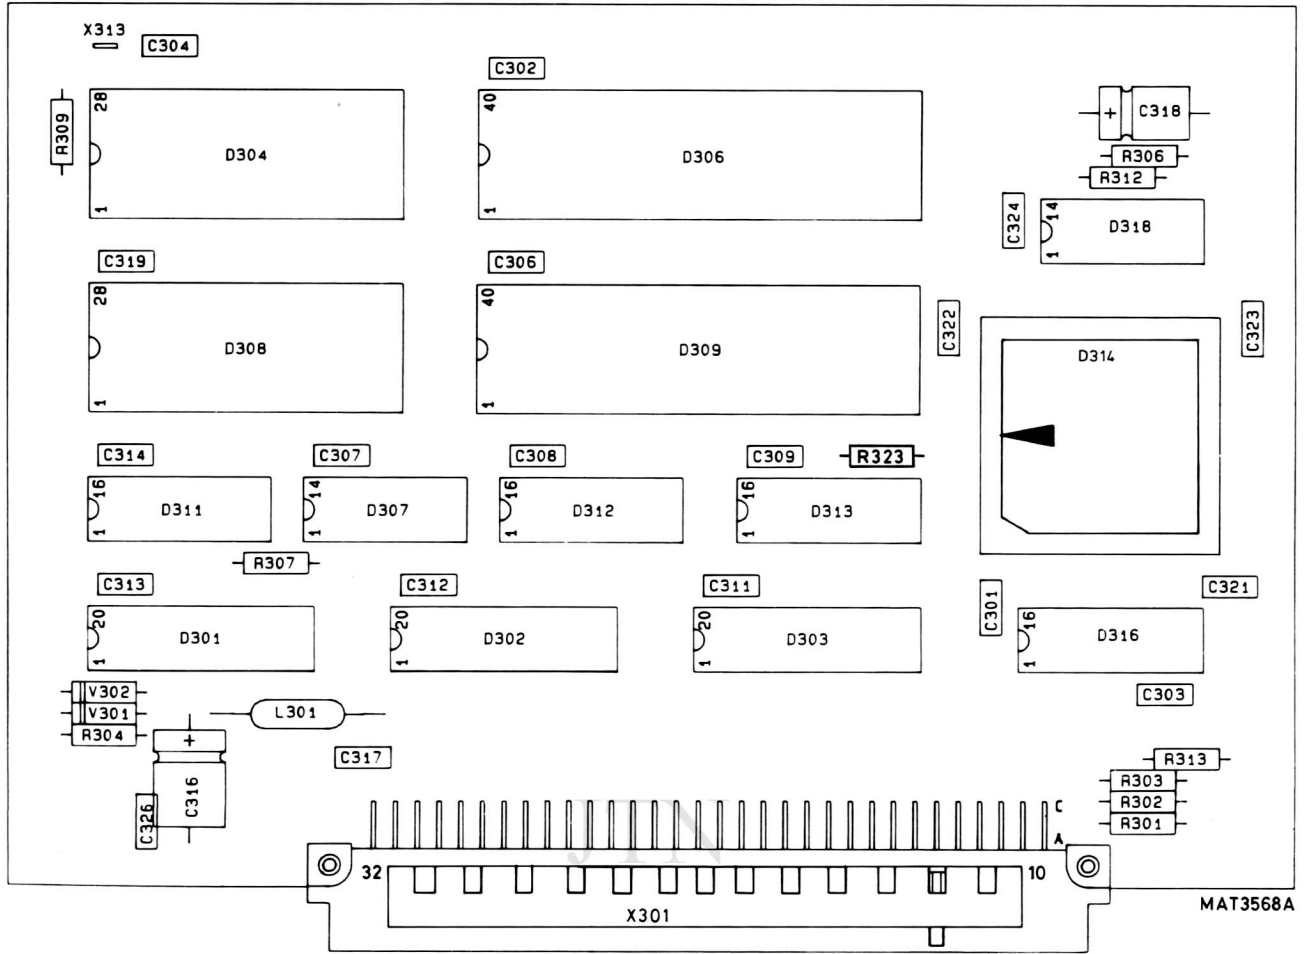 X313
C304
C302
28
R309
D304
1
40
D306
1
+ C318
R306
R312
C324
14
D318
1
C319
C306
28
D308
1
40
D309
1
C322
D314
C323
C314
C307
C308
C309
R323
16
D311
1
14
D307
1
16
D312
1
16
D313
1
R307
C313
C312
C311
C301
C321
20
D301
1
20
D302
1
20
D303
1
16
D316
1
V302
V301
R304
L301
C303
+
C316
C326
C317
R313
R303
R302
R301
C
A
JTN
32
10
X301
MAT3568A